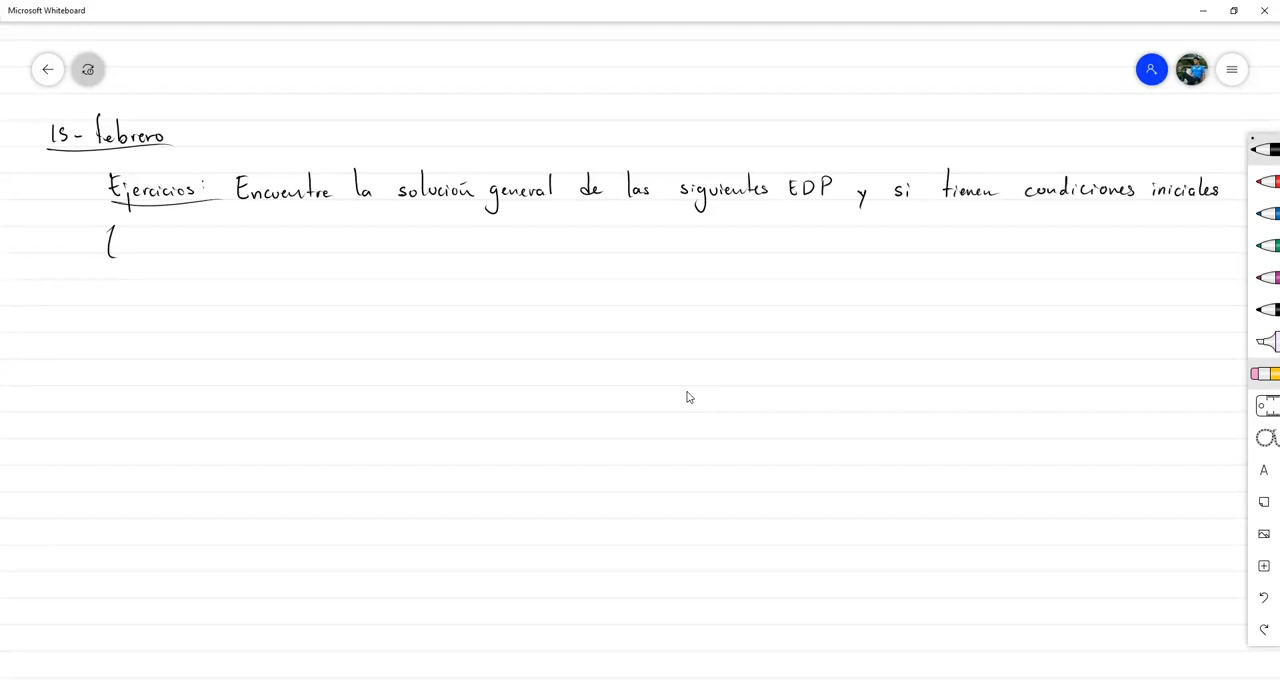 Microsoft Whiteboard
15- febrero
Ejercicios: Encuentre la solución general de las siguientes EDP y si tienen condiciones iniciales
(
A